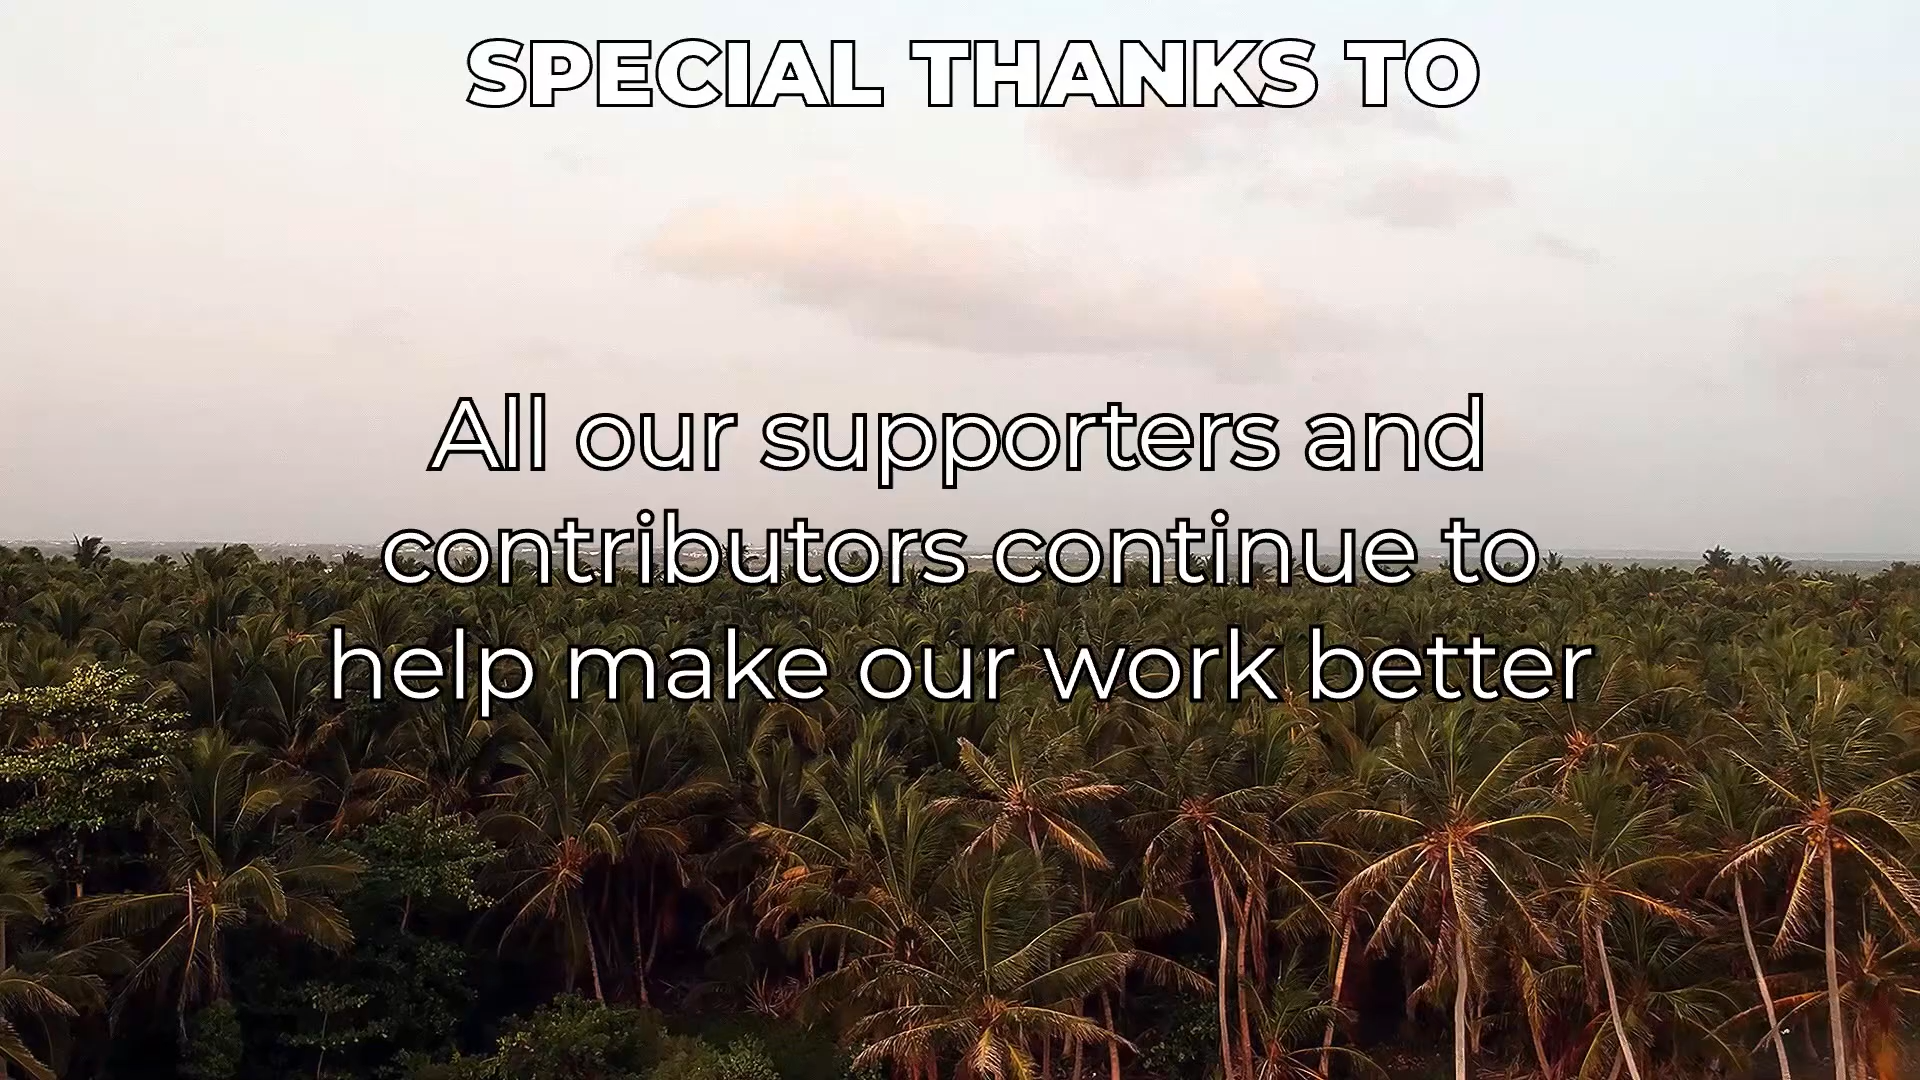 SPECIAL THANKS TO
All our supporters and
contributors continue to
help make our work better